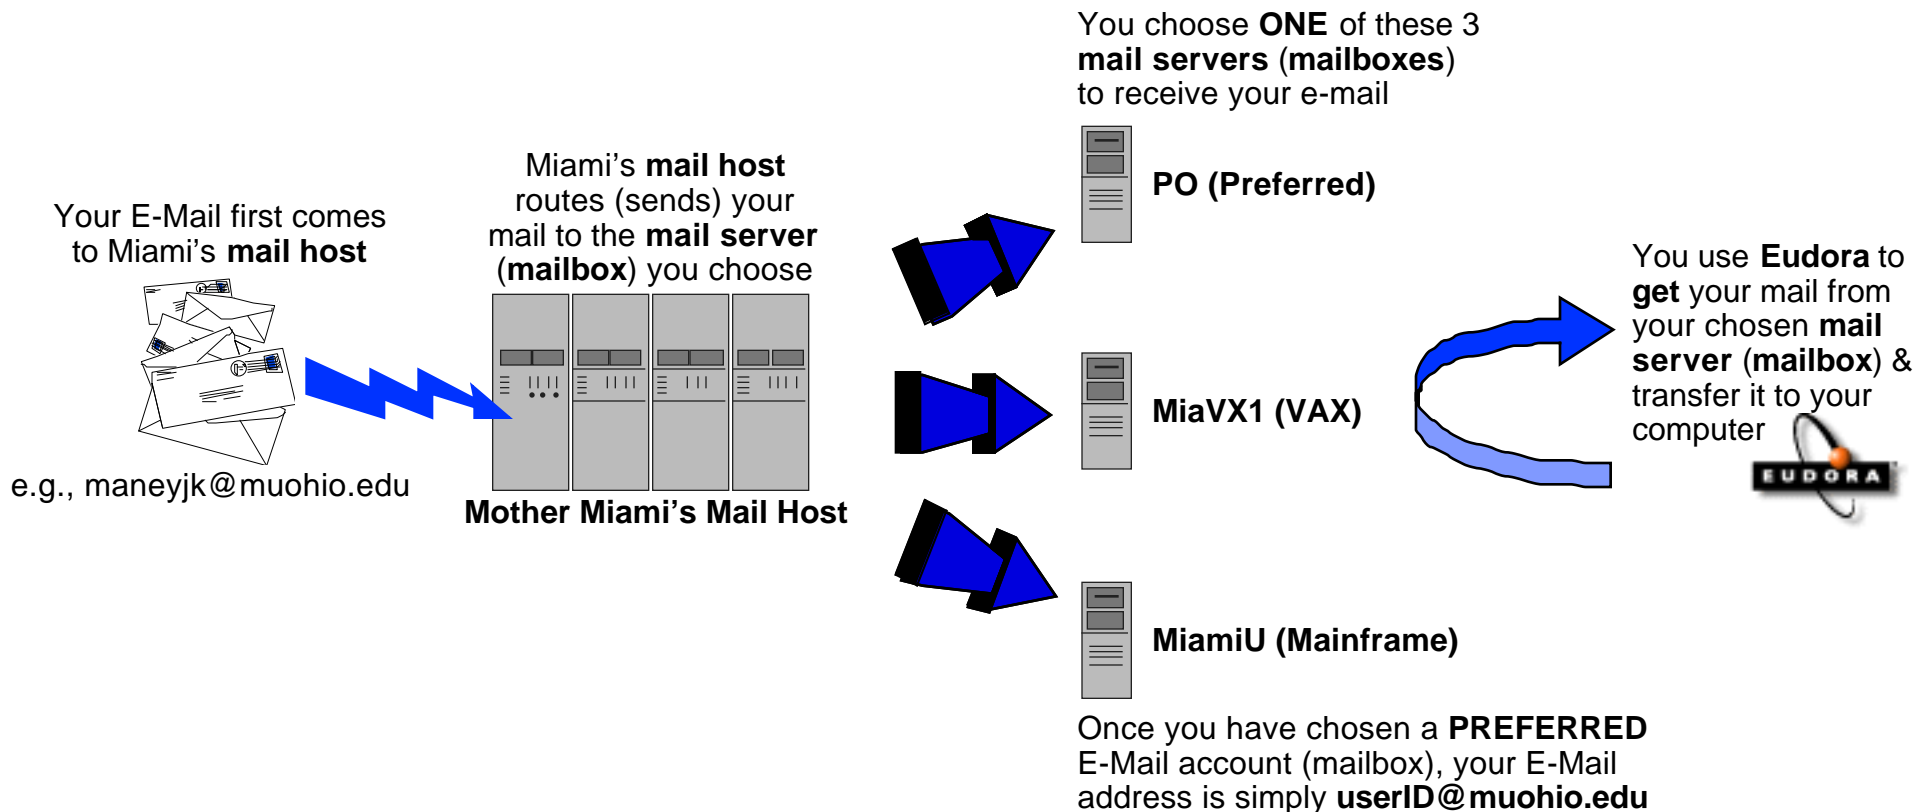 Your E-Mail first comes
to Miami’s mail host
e.g., maneyjk@muohio.edu
Miami’s mail host
routes (sends) your
mail to the mail server
(mailbox) you choose
Mother Miami’s Mail Host
You choose ONE of these 3
mail servers (mailboxes)
to receive your e-mail
PO (Preferred)
MiaVX1 (VAX)
MiamiU (Mainframe)
Once you have chosen a PREFERRED
E-Mail account (mailbox), your E-Mail
address is simply userID@muohio.edu
You use Eudora to
get your mail from
your chosen mail
server (mailbox) &
transfer it to your
computer
EUDORA